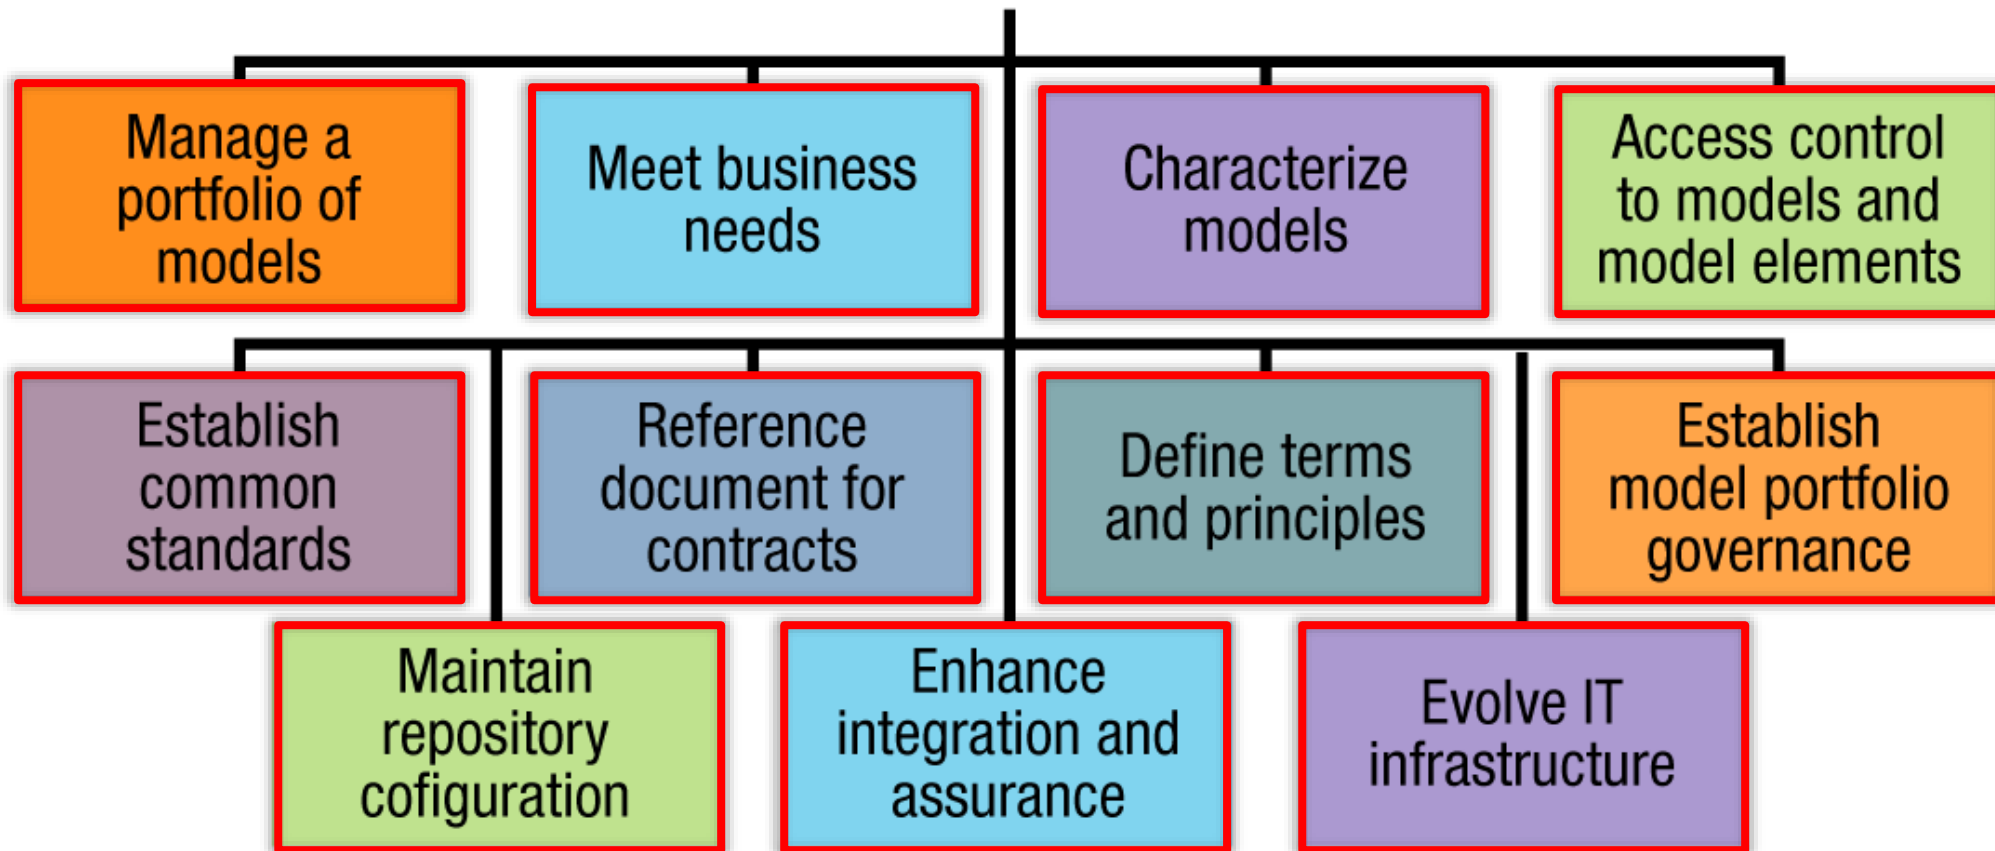 Manage a
portfolio of
models
Meet business
needs
Characterize
models
Access control
to models and
model elements
Establish
common
standards
Reference
document for
contracts
Define terms
and principles
Establish
model portfolio
governance
Maintain
repository
cofiguration
Enhance
integration and
assurance
Evolve IT
infrastructure